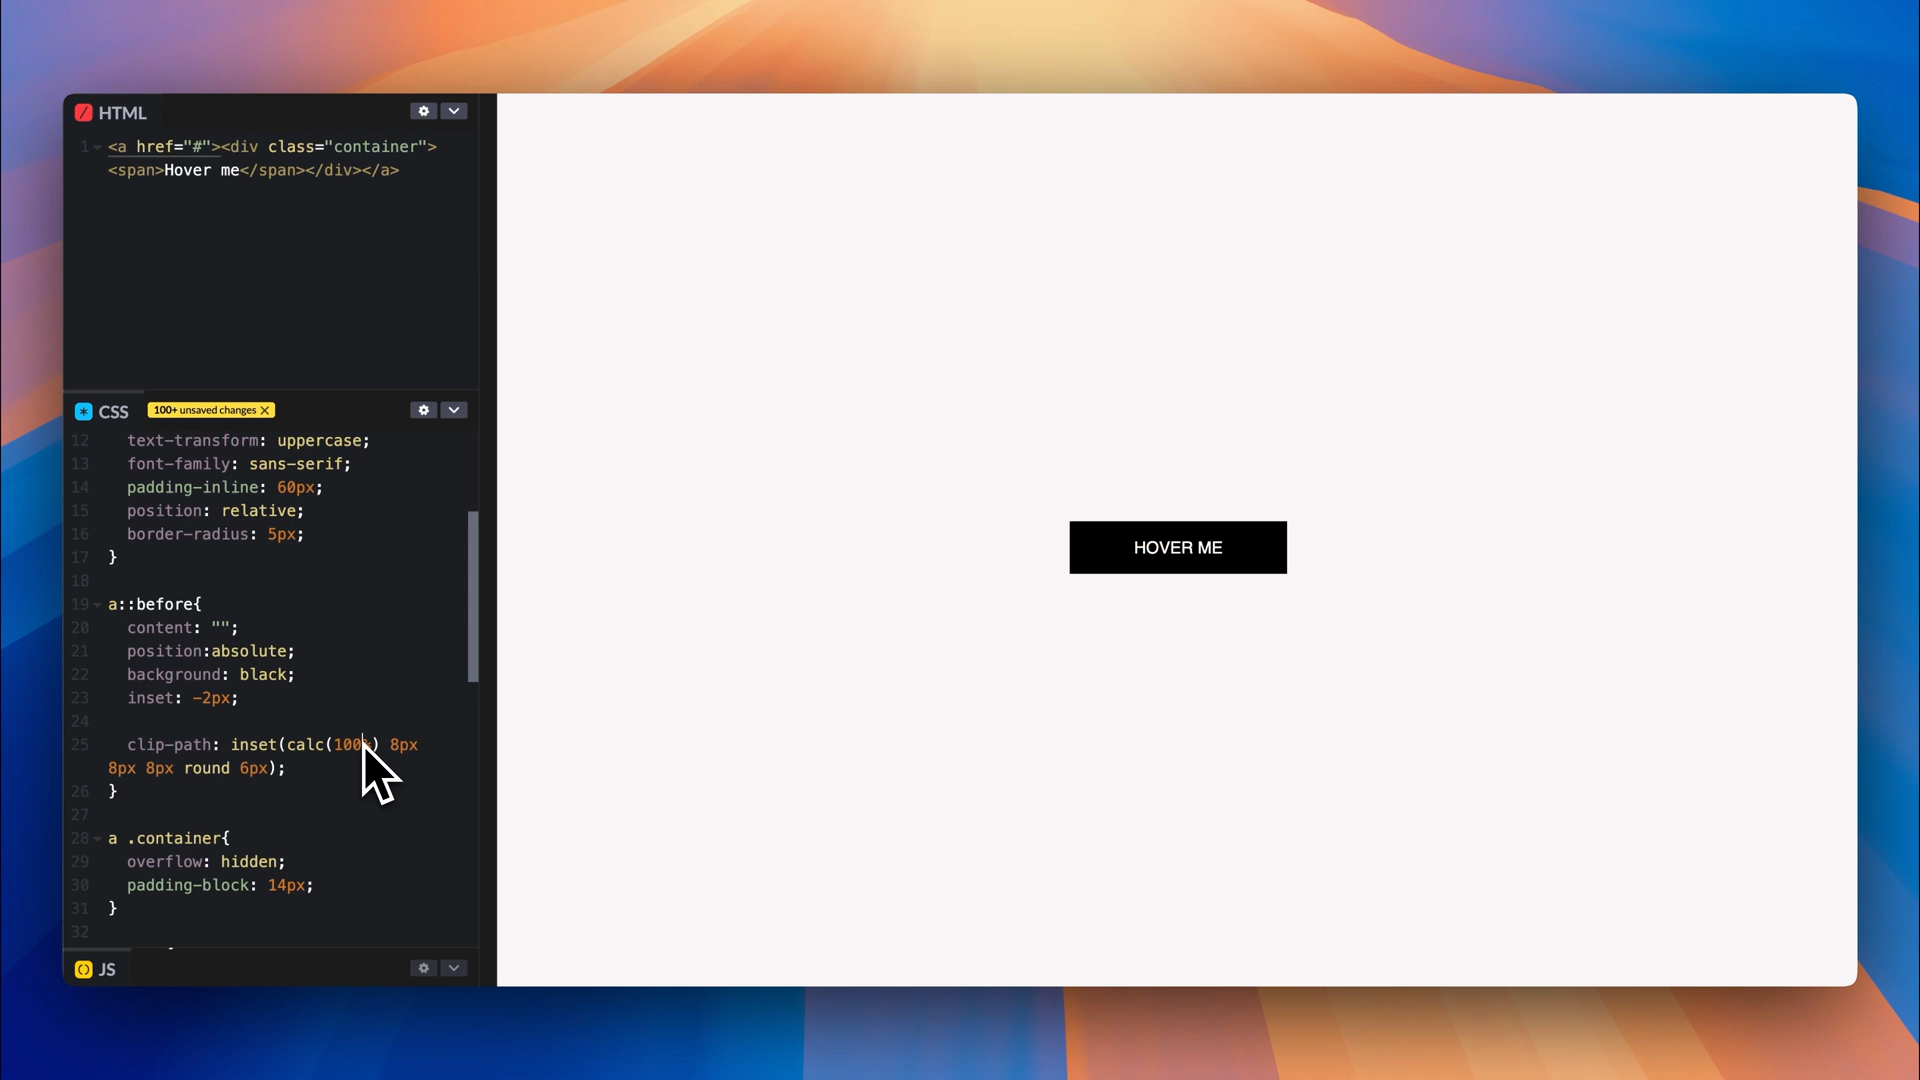 HTML
1 <a href="#"><div class="container">
<span>Hover me</span></div></a>
CSS 100+ unsaved changes X
12 text-transform: uppercase;
13 font-family: sans-serif;
14 padding-inline: 60px;
15 position: relative;
16 border-radius: 5px;
17 }
18
19 a::before{
20 content: "";
21 position:absolute;
22 background: black;
23 inset: -2px;
24
25 clip-path: inset(calc(100%) 8px
8px 8px round 6px);
26 }
27
28 a .container{
29 overflow: hidden;
30 padding-block: 14px;
31 }
32
JS
HOVER ME